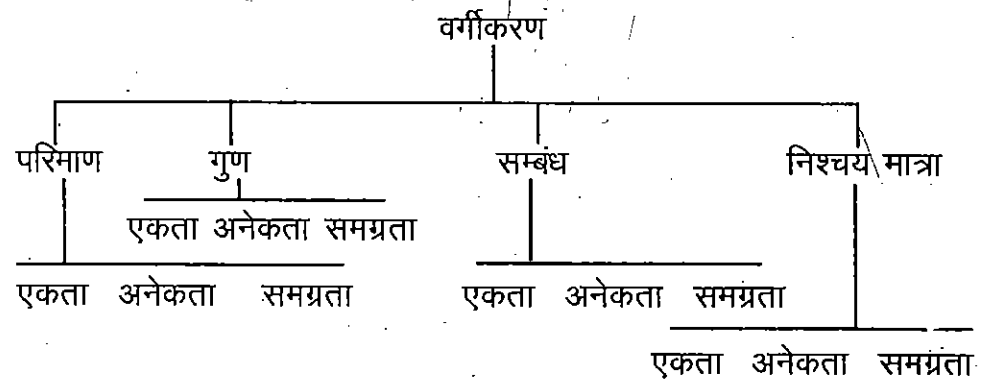 वर्गीकरण
परिमाण गुण सम्बंध निश्चय मात्रा
एकता अनेकता समग्रता
एकता अनेकता समग्रता एकता अनेकता समग्रता
एकता अनेकता समग्रता